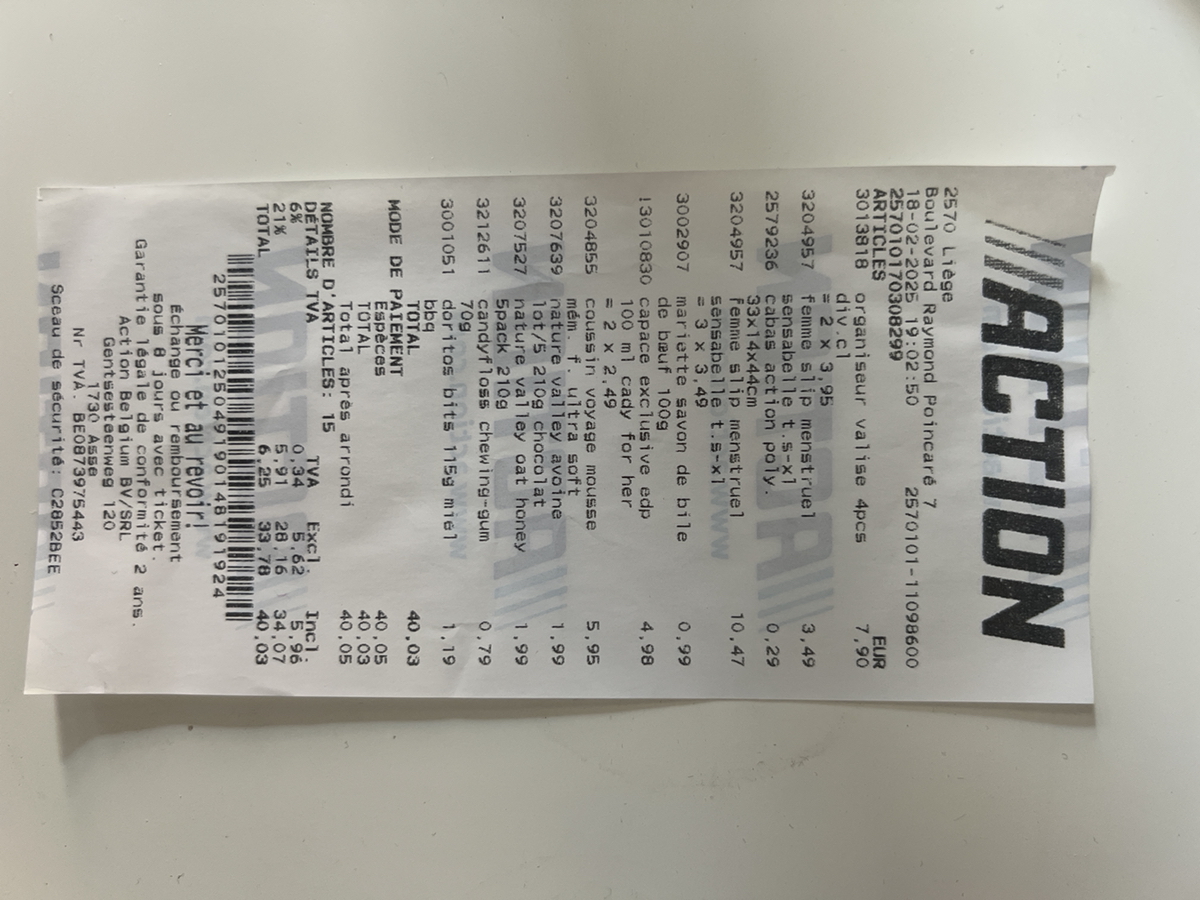 ACTION
2570 Liège
Boulevard Raymond Poincaré 7
18-02-2025 19:02:50 2570101-11098600
2570101703082​99
ARTICLES EUR
3013818 organiseur valise 4pcs 7,90
div.cl
= 2 x 3,95
3204957 femme slip menstruel 3,49
sensabelle t.s-xl
2579236 cabas action poly. 0,29
33x14x44cm
3204957 femme slip menstruel 10,47
sensabelle t.s-xl
= 3 x 3,49
3002907 mariette savon de bile 0,99
de bœuf 100g
13010830 capace exclusive edp 4,98
100 ml cady for her
= 2 x 2,49
3204855 coussin voyage mousse 5,95
mém. f. ultra soft
3207639 nature valley avoine 1,99
lot/5 210g chocolat
3207527 nature valley oat honey 1,99
5pack 210g
3212611 candyfloss chewing-gum 0,79
70g
3001051 doritos bits 115g miel 1,19
bbq
TOTAL 40,03
MODE DE PAIEMENT
Espèces 40,05
TOTAL 40,03
Total après arrondi 40,05
NOMBRE D'ARTICLES: 15
DÉTAILS TVA TVA Excl. Incl.
6% 0,34 5,62 5,96
21% 5,91 28,16 34,07
TOTAL 6,25 33,78 40,03
2570101250491901481919​24
Merci et au revoir!
Échange ou remboursement
sous 8 jours avec ticket.
Garantie légale de conformité 2 ans.
Action Belgium BV/SRL
Gentsesteenweg 120
1730 Asse
Nr TVA. BE0873975443
Sceau de sécurité: C2852BEE